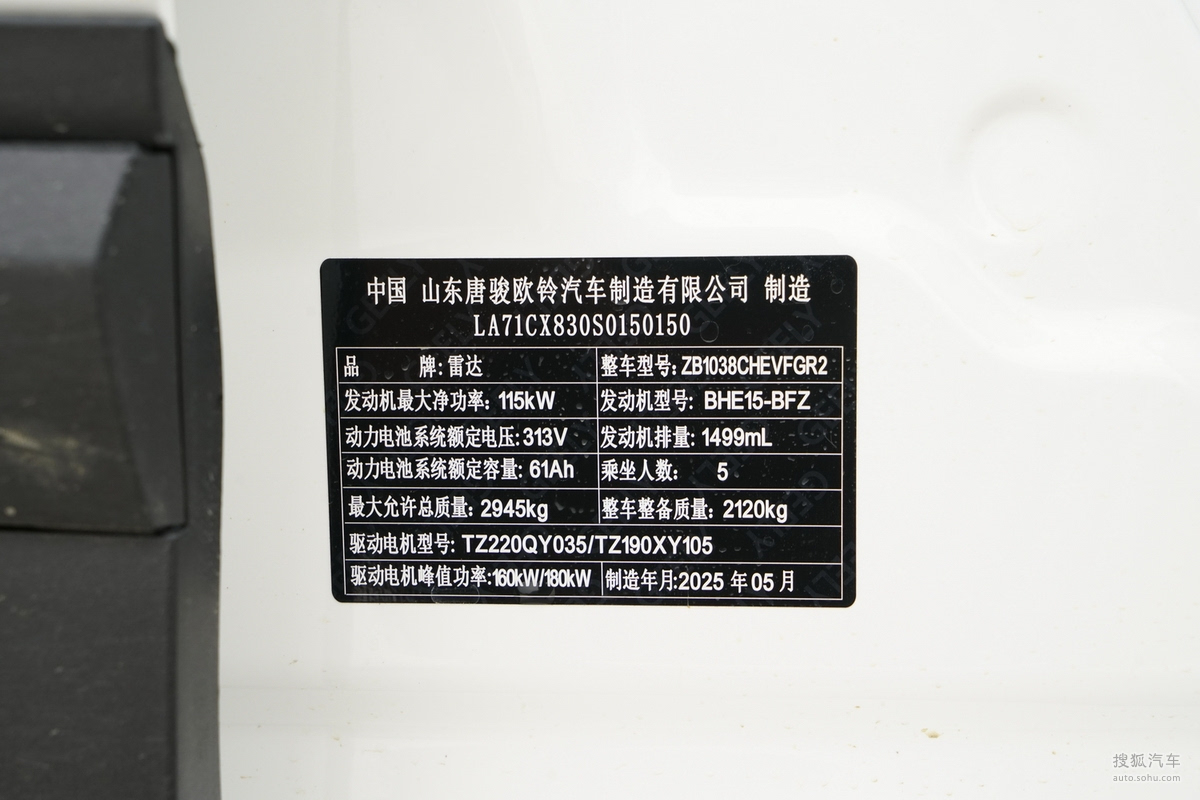 中国 山东唐骏欧铃汽车制造有限公司 制造
LA71CX830S0150150
品 牌: 雷达 整车型号: ZB1038CHEVFGR2
发动机最大净功率: 115kW 发动机型号: BHE15-BFZ
动力电池系统额定电压: 313V 发动机排量: 1499mL
动力电池系统额定容量: 61Ah 乘坐人数: 5
最大允许总质量: 2945kg 整车整备质量: 2120kg
驱动电机型号: TZ220QY035/TZ190XY105
驱动电机峰值功率:160kW/180kW 制造年月:2025 年 05 月
搜狐汽车
auto.sohu.com